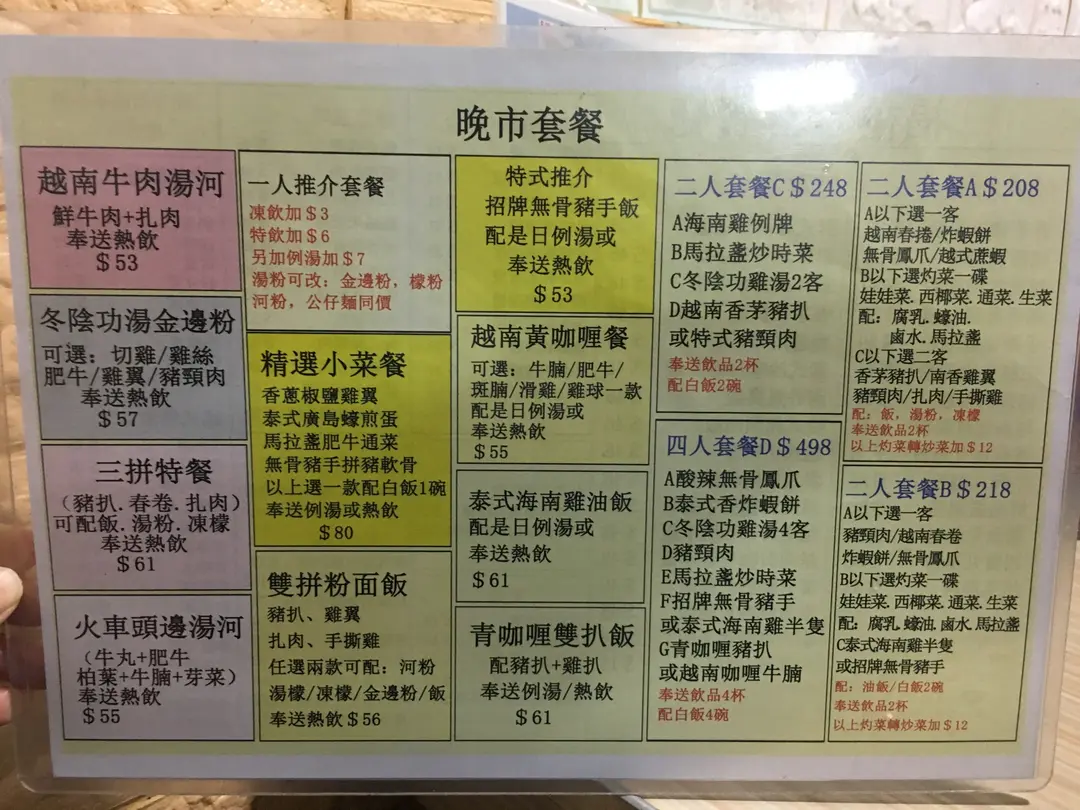 晚市套餐
越南牛肉湯河
鮮牛肉+扎肉
奉送熱飲
$53
冬陰功湯金邊粉
可選：切雞/雞絲
肥牛/雞翼/豬頸肉
奉送熱飲
$57
三拼特餐
（豬扒.春卷.扎肉）
可配飯.湯粉.凍檬
奉送熱飲
$61
火車頭邊湯河
（牛丸+肥牛
柏葉+牛腩+芽菜）
奉送熱飲
$55
一人推介套餐
凍飲加$3
特飲加$6
另加例湯加$7
湯粉可改：金邊粉，檬粉
河粉，公仔麵同價
精選小菜餐
香蔥椒鹽雞翼
泰式廣島蠔煎蛋
馬拉盞肥牛通菜
無骨豬手拼豬軟骨
以上選一款配白飯1碗
奉送例湯或熱飲
$80
雙拼粉面飯
豬扒、雞翼
扎肉、手撕雞
任選兩款可配：河粉
湯檬/凍檬/金邊粉/飯
奉送熱飲$56
特式推介
招牌無骨豬手飯
配是日例湯或
奉送熱飲
$53
越南黃咖喱餐
可選：牛腩/肥牛/
斑腩/滑雞/雞球一款
配是日例湯或
奉送熱飲
$55
泰式海南雞油飯
配是日例湯或
奉送熱飲
$61
青咖喱雙扒飯
配豬扒+雞扒
奉送例湯/熱飲
$61
二人套餐C$248
A海南雞例牌
B馬拉盞炒時菜
C冬陰功雞湯2客
D越南香茅豬扒
或特式豬頸肉
奉送飲品2杯
配白飯2碗
四人套餐D$498
A酸辣無骨鳳爪
B泰式香炸蝦餅
C冬陰功雞湯4客
D豬頸肉
E馬拉盞炒時菜
F招牌無骨豬手
或泰式海南雞半隻
G青咖喱豬扒
或越南咖喱牛腩
奉送飲品4杯
配白飯4碗
二人套餐A$208
A以下選一客
越南春捲/炸蝦餅
無骨鳳爪/越式蔗蝦
B以下選灼菜一碟
娃娃菜.西椰菜.通菜.生菜
配：腐乳.蠔油.
鹵水.馬拉盞
C以下選二客
香茅豬扒/南香雞翼
豬頸肉/扎肉/手撕雞
配：飯，湯粉，凍檬
奉送飲品2杯
以上灼菜轉炒菜加$12
二人套餐B$218
A以下選一客
豬頸肉/越南春卷
炸蝦餅/無骨鳳爪
B以下選灼菜一碟
娃娃菜.西椰菜.通菜.生菜
配：腐乳.蠔油.鹵水.馬拉盞
C泰式海南雞半隻
或招牌無骨豬手
配：油飯/白飯2碗
奉送飲品2杯
以上灼菜轉炒菜加$12